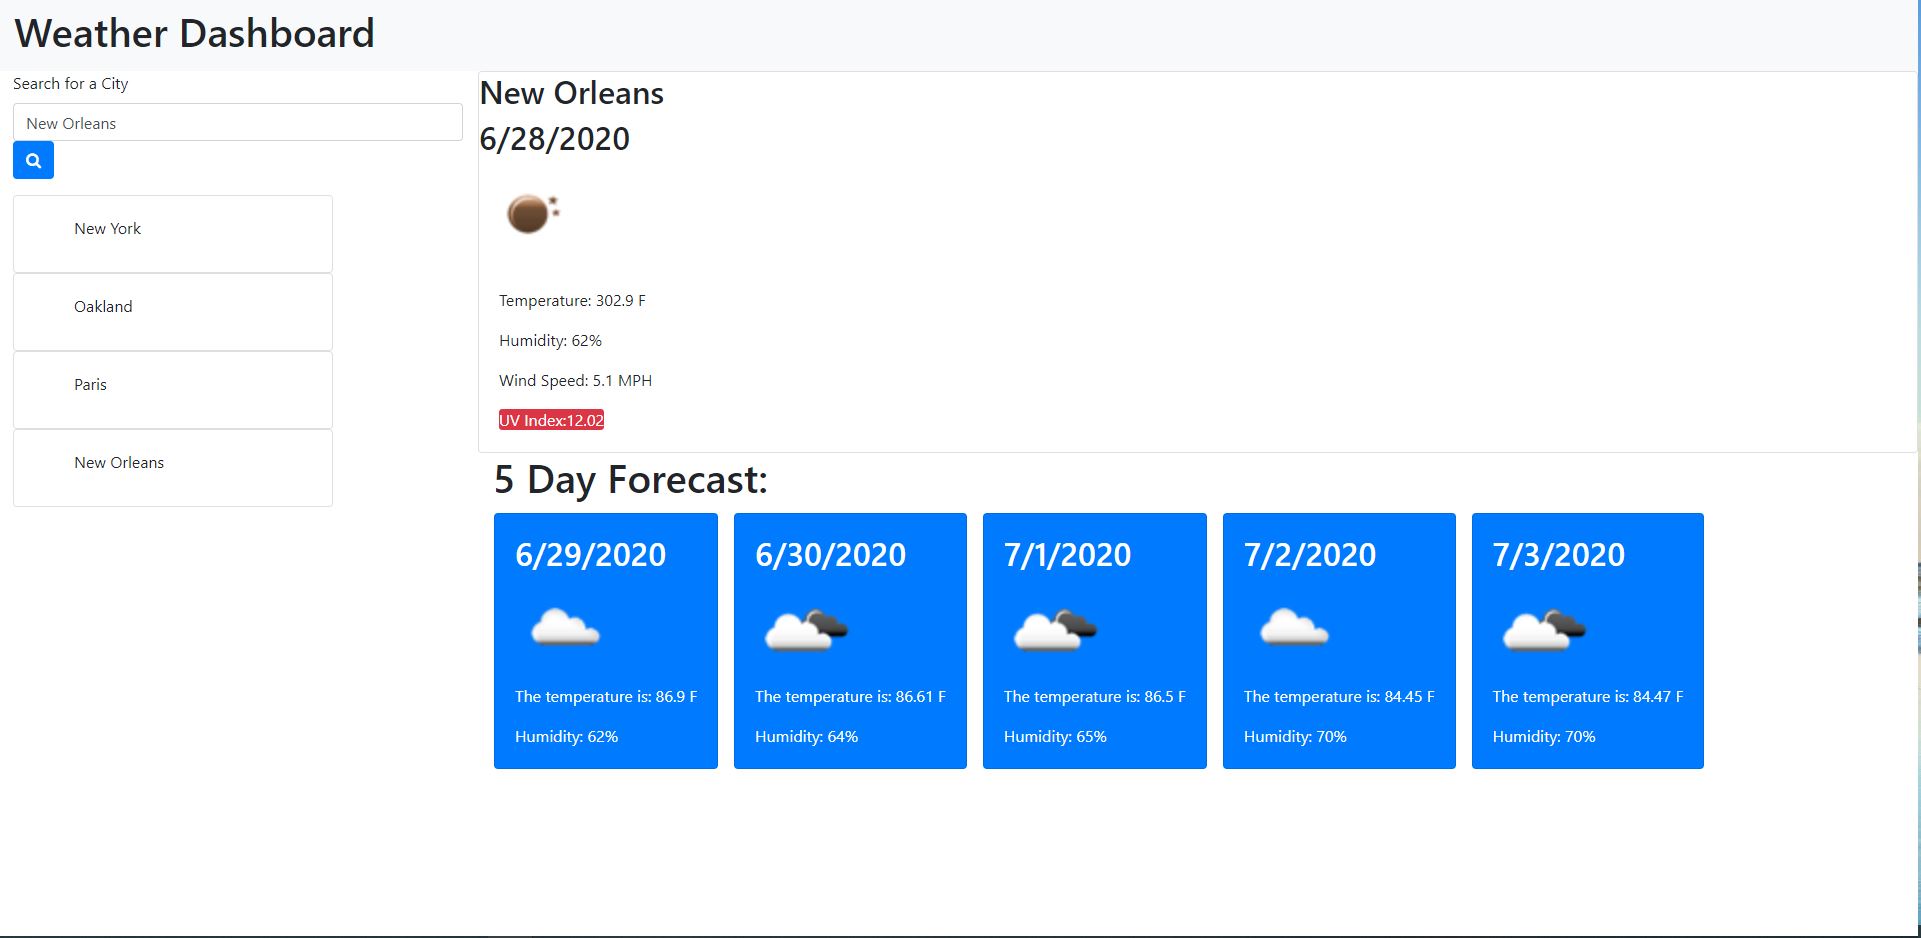 Weather Dashboard
Search for a City
New Orleans
New York
Oakland
Paris
New Orleans
New Orleans
6/28/2020
Temperature: 302.9 F
Humidity: 62%
Wind Speed: 5.1 MPH
UV Index:12.02
5 Day Forecast:
6/29/2020
The temperature is: 86.9 F
Humidity: 62%
6/30/2020
The temperature is: 86.61 F
Humidity: 64%
7/1/2020
The temperature is: 86.5 F
Humidity: 65%
7/2/2020
The temperature is: 84.45 F
Humidity: 70%
7/3/2020
The temperature is: 84.47 F
Humidity: 70%